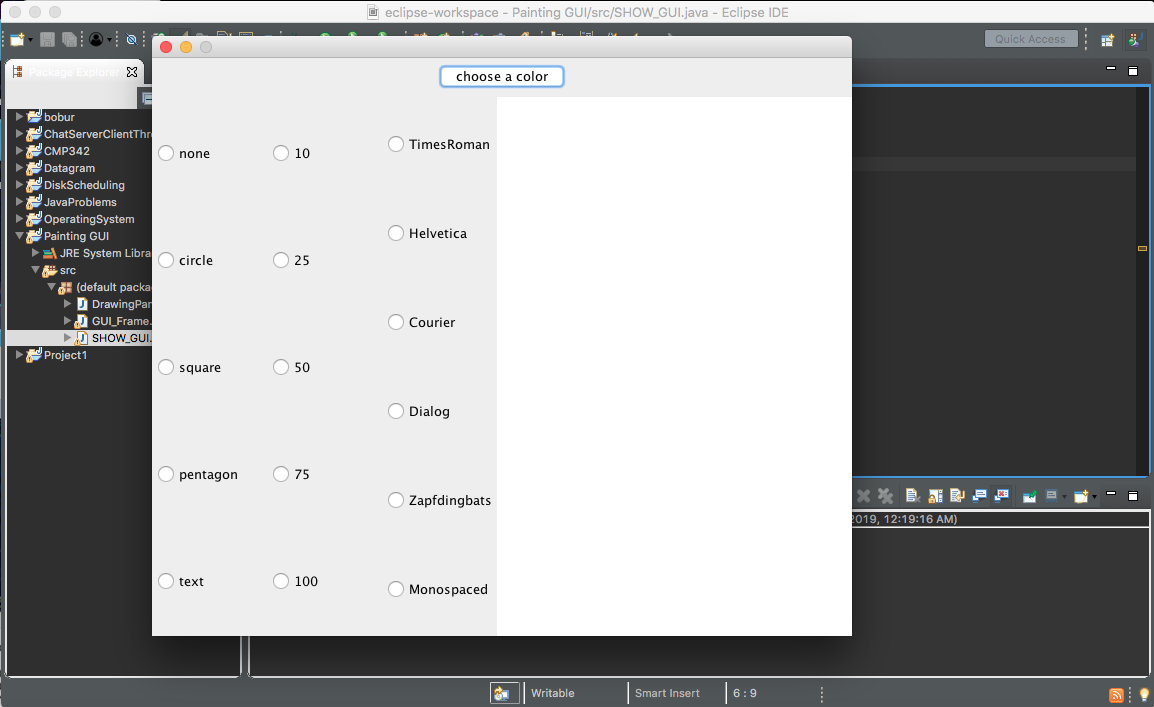 eclipse-workspace - Painting GUI/src/SHOW_GUI.java - Eclipse IDE
Quick Access
Package Explorer
choose a color
bobur
ChatServerClientThr
CMP342
Datagram
DiskScheduling
JavaProblems
OperatingSystem
Painting GUI
JRE System Libra
src
(default packa
DrawingPan
GUI_Frame.
SHOW_GUI.
Project1
none
circle
square
pentagon
text
10
25
50
75
100
TimesRoman
Helvetica
Courier
Dialog
Zapfdingbats
Monospaced
2019, 12:19:16 AM)
Writable
Smart Insert
6 : 9